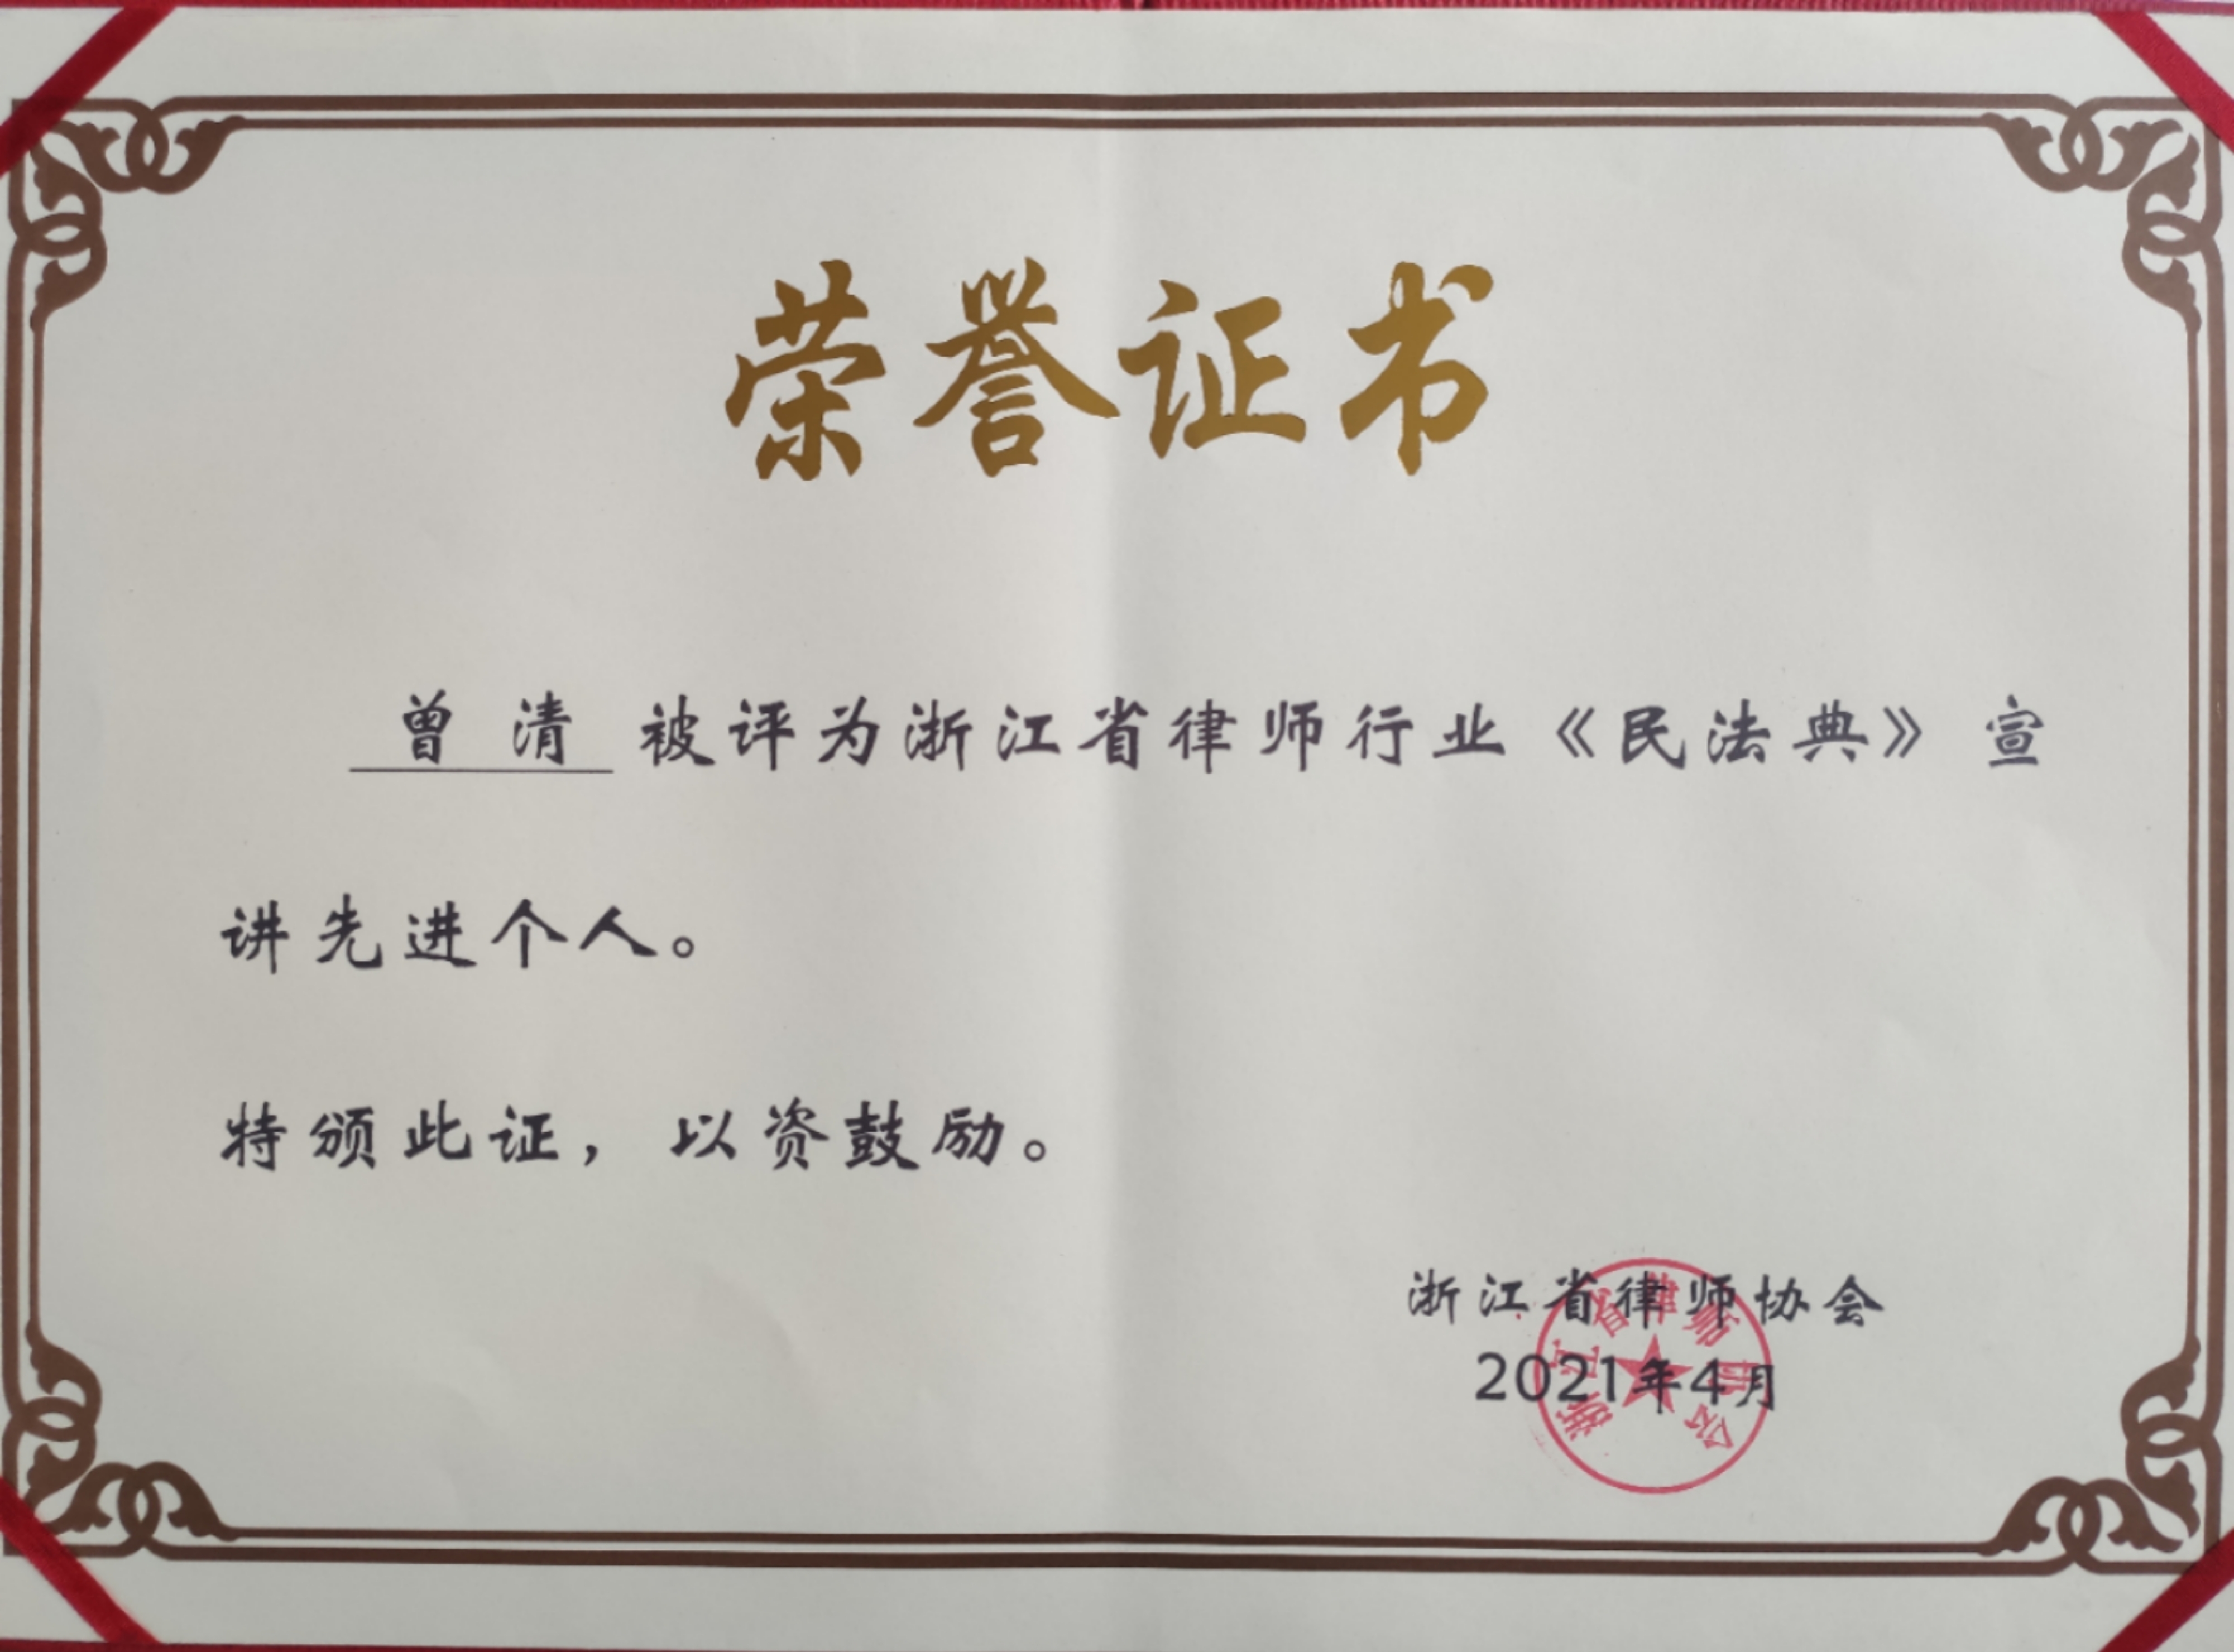 荣誉证书
曾清被评为浙江省律师行业《民法典》宣
讲先进个人。
特颁此证，以资鼓励。
浙江省律师协会
2021年4月